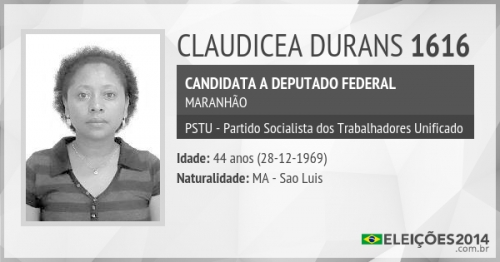 CLAUDICEA DURANS 1616
CANDIDATA A DEPUTADO FEDERAL
MARANHÃO
PSTU - Partido Socialista dos Trabalhadores Unificado
Idade: 44 anos (28-12-1969)
Naturalidade: MA - Sao Luis
ELEIÇÕES2014
.com.br